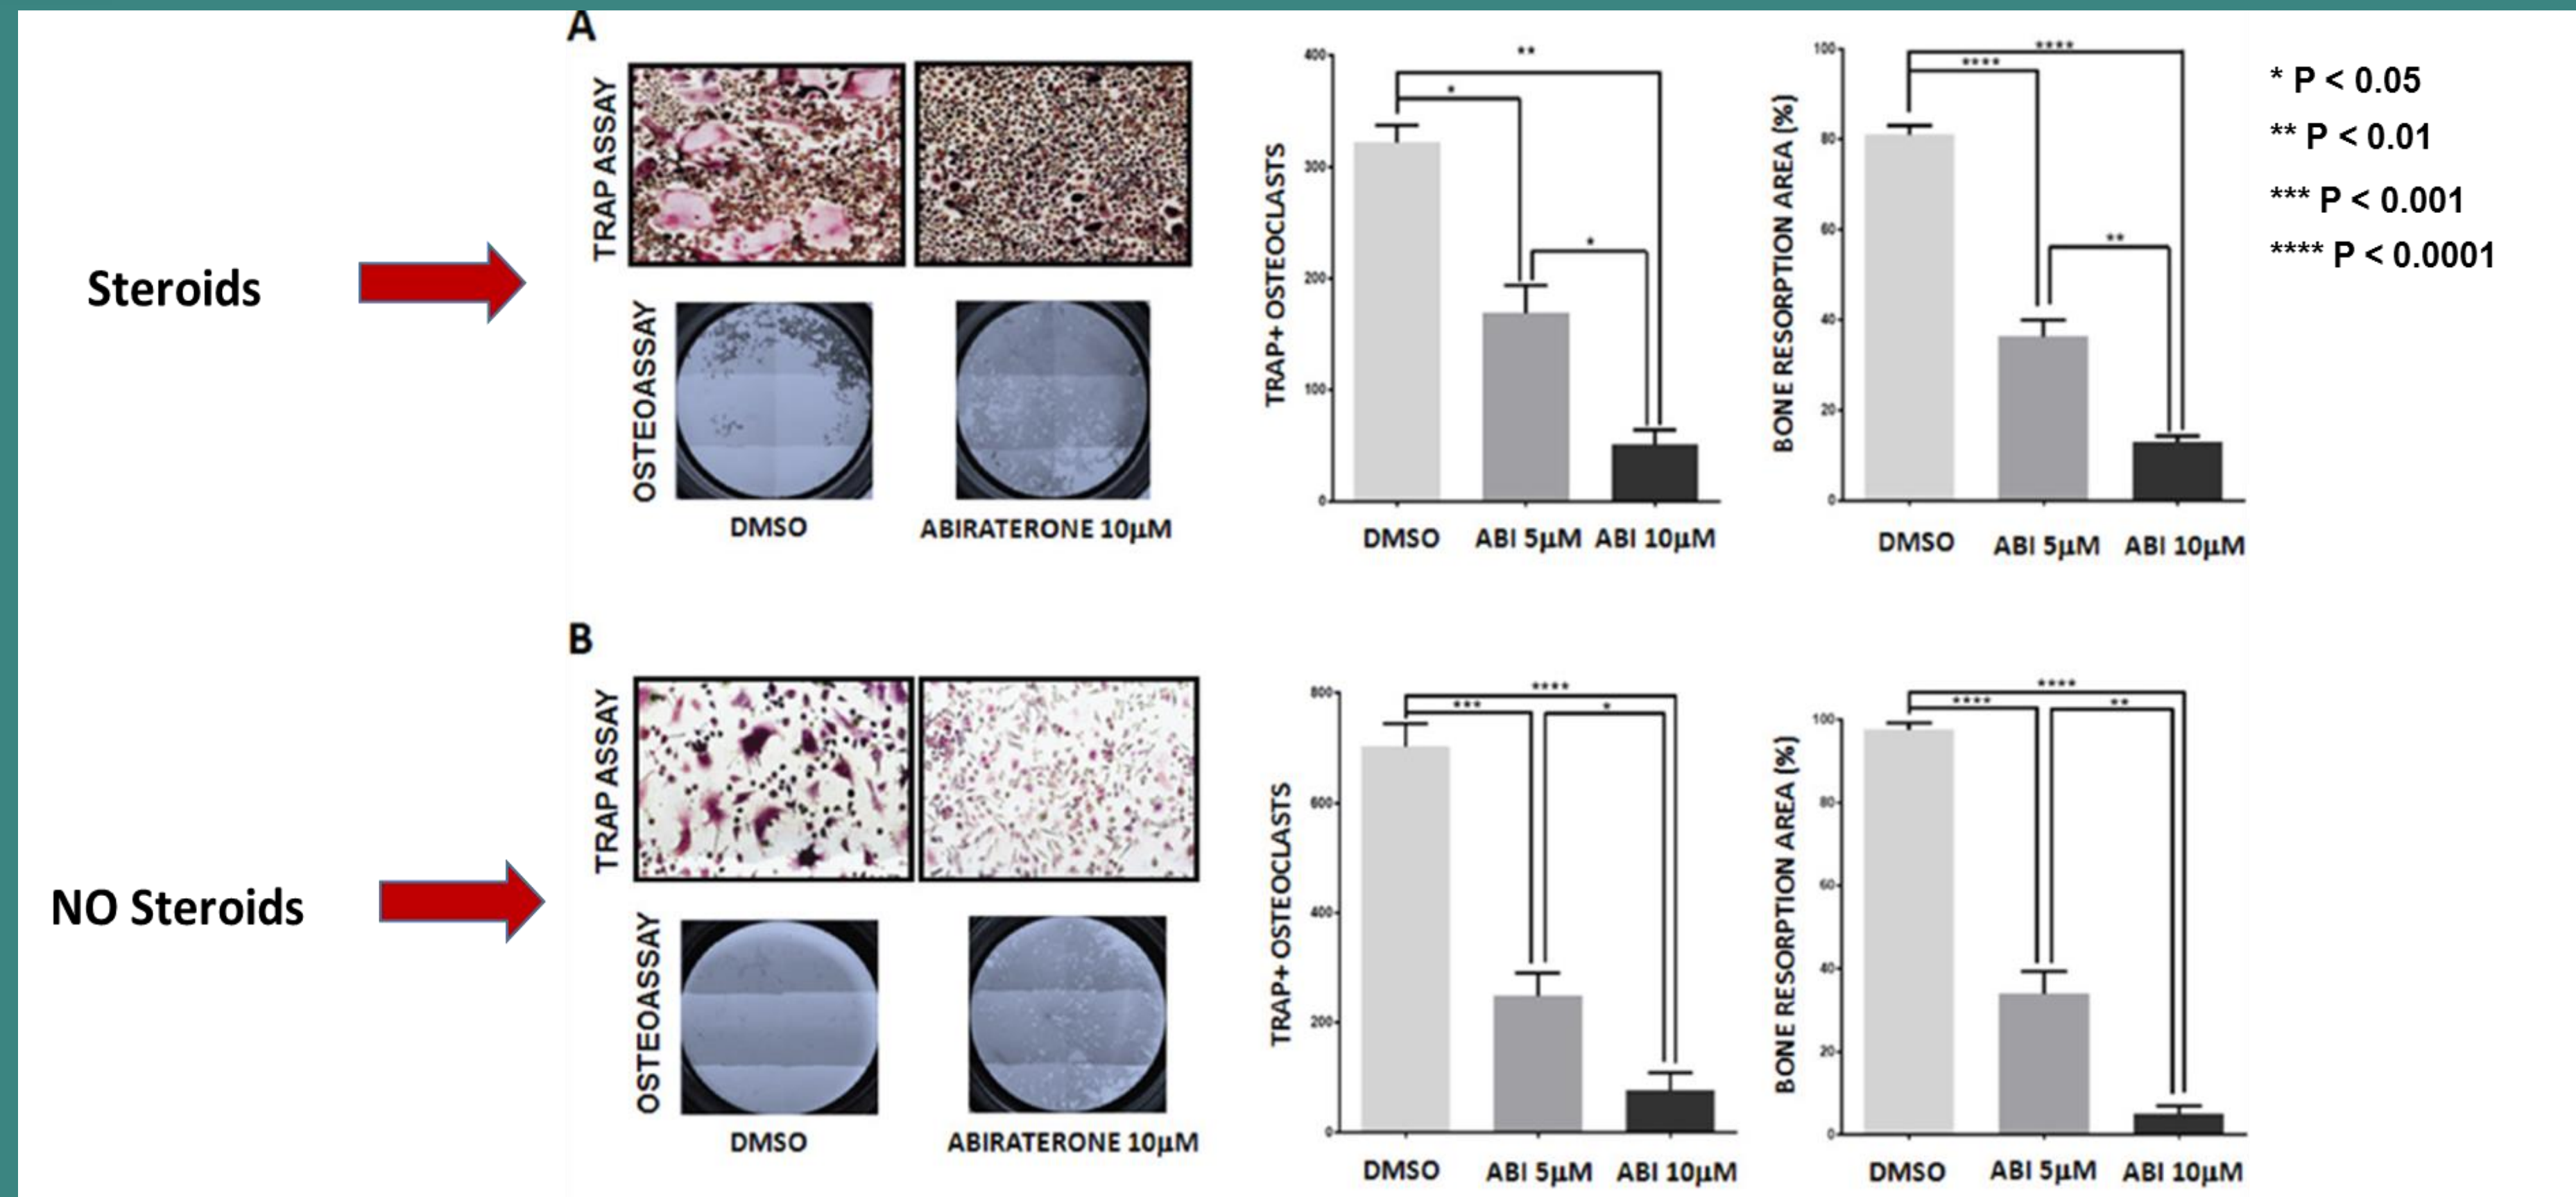 A
Steroids
TRAP ASSAY
OSTEOASSAY
DMSO
ABIRATERONE 10µM
TRAP+ OSTEOCLASTS
400
300
200
100
0
**
*
*
DMSO
ABI 5µM
ABI 10µM
BONE RESORPTION AREA (%)
100
80
60
40
20
0
****
****
**
DMSO
ABI 5µM
ABI 10µM
* P < 0.05
** P < 0.01
*** P < 0.001
**** P < 0.0001
B
NO Steroids
TRAP ASSAY
OSTEOASSAY
DMSO
ABIRATERONE 10µM
TRAP+ OSTEOCLASTS
800
600
400
200
0
****
***
*
DMSO
ABI 5µM
ABI 10µM
BONE RESORPTION AREA (%)
100
80
60
40
20
0
****
****
**
DMSO
ABI 5µM
ABI 10µM